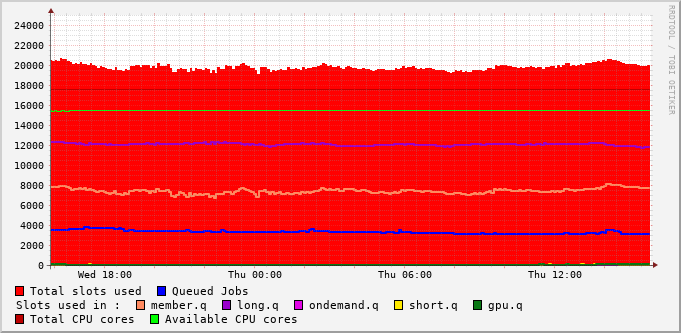 RRDTOOL / TOBI OETIKER
24000
22000
20000
18000
16000
14000
12000
10000
8000
6000
4000
2000
0
Wed 18:00 Thu 00:00 Thu 06:00 Thu 12:00
Total slots used Queued Jobs
Slots used in : member.q long.q ondemand.q short.q gpu.q
Total CPU cores Available CPU cores